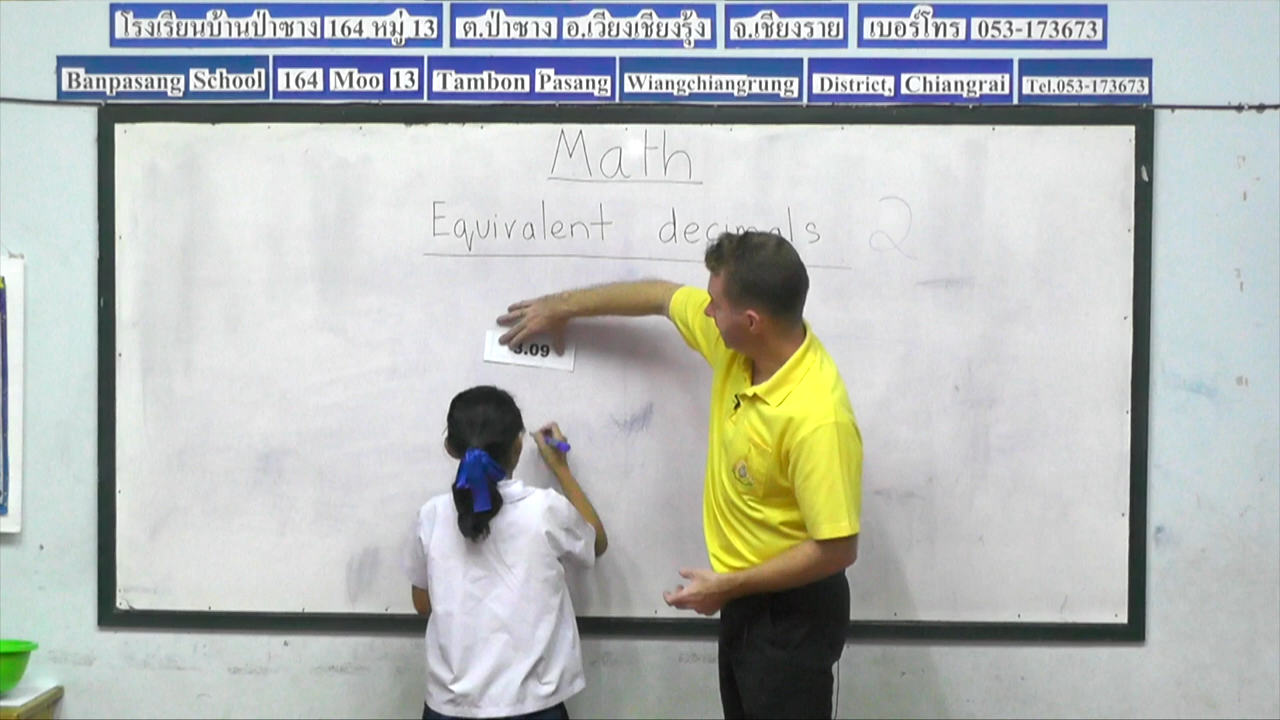 โรงเรียนบ้านป่าซาง 164 หมู่ 13 ต.ป่าซาง อ.เวียงเชียงรุ้ง จ.เชียงราย เบอร์โทร 053-173673
Banpasang School 164 Moo 13 Tambon Pasang Wiangchiangrung District, Chiangrai Tel.053-173673
Math
Equivalent decimals 2
3.09